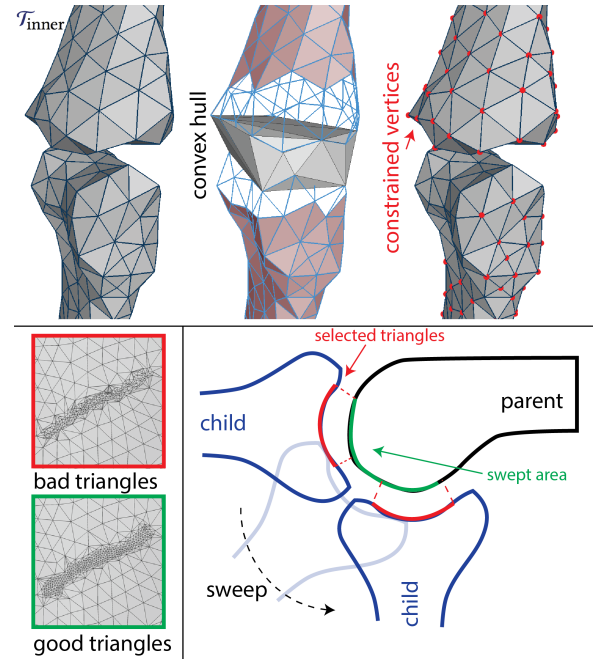 𝒯inner
convex hull
constrained vertices
bad triangles
good triangles
selected triangles
child
parent
swept area
sweep
child